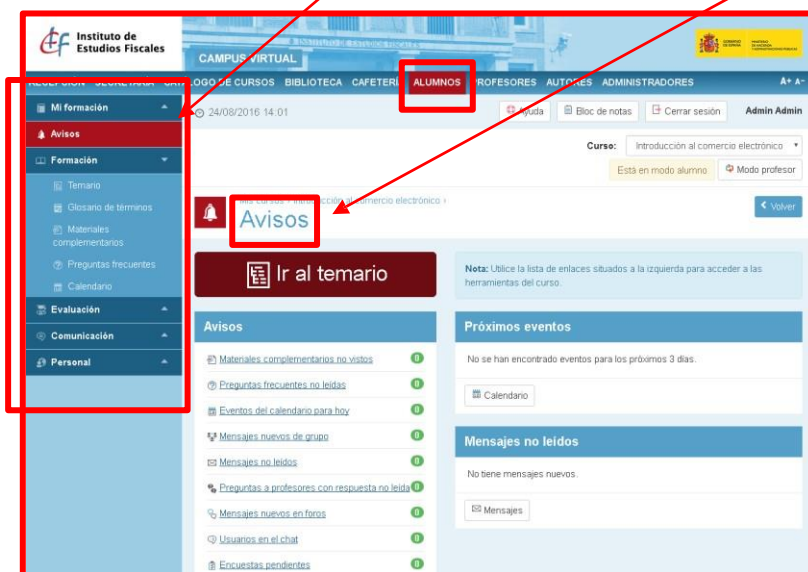 Instituto de
Estudios Fiscales
INSTITUTO DE ESTUDIOS FISCALES
CAMPUS VIRTUAL
RECEPCIÓN SECRETARÍA CATÁLOGO DE CURSOS BIBLIOTECA CAFETERÍA ALUMNOS PROFESORES AUTORES ADMINISTRADORES A+ A-
Mi formación
24/08/2016 14:01
Ayuda
Bloc de notas
Cerrar sesión
Admin Admin
Avisos
Curso: Introducción al comercio electrónico
Formación
Está en modo alumno
Modo profesor
Temario
Glosario de términos
Materiales
complementarios
Preguntas frecuentes
Calendario
Evaluación
Comunicación
Personal
Mis cursos › Introducción al comercio electrónico ›
Avisos
Volver
Ir al temario
Nota: Utilice la lista de enlaces situados a la izquierda para acceder a las
herramientas del curso.
Avisos
Materiales complementarios no vistos 0
Preguntas frecuentes no leídas 0
Eventos del calendario para hoy 0
Mensajes nuevos de grupo 0
Mensajes no leídos 0
Preguntas a profesores con respuesta no leída 0
Mensajes nuevos en foros 0
Usuarios en el chat 0
Encuestas pendientes 0
Próximos eventos
No se han encontrado eventos para los próximos 3 días.
Calendario
Mensajes no leídos
No tiene mensajes nuevos.
Mensajes